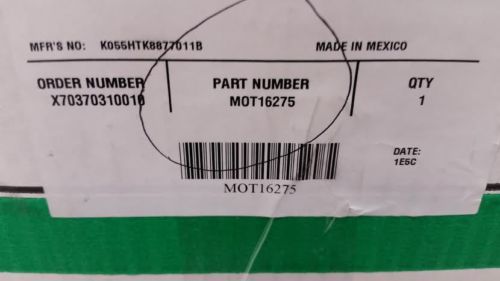 MFR'S NO: K055HTK8877011B MADE IN MEXICO
ORDER NUMBER PART NUMBER QTY
X70370310010 MOT16275 1
DATE:
1E5C
MOT16275